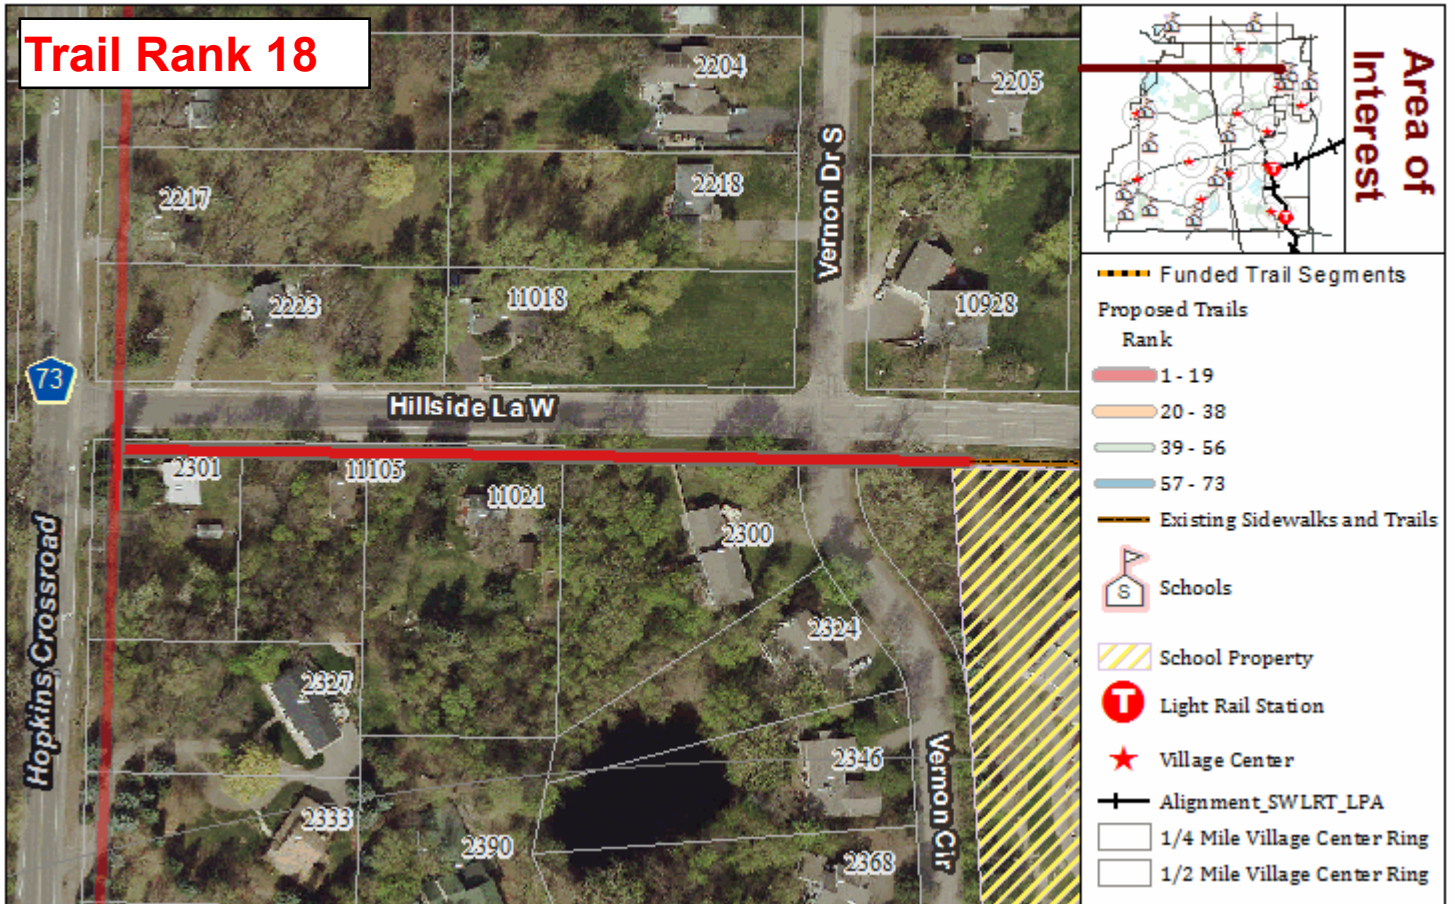 Trail Rank 18
2204
2205
2217
2218
Vernon Dr S
2223
11018
10928
73
Hillside La W
2301
11105
11021
2300
Hopkins Crossroad
2324
2327
2346
Vernon Cir
2333
2390
2368
Area of
Interest
T
T
Funded Trail Segments
Proposed Trails
Rank
1 - 19
20 - 38
39 - 56
57 - 73
Existing Sidewalks and Trails
S
Schools
School Property
T
Light Rail Station
Village Center
Alignment_SWLRT_LPA
1/4 Mile Village Center Ring
1/2 Mile Village Center Ring